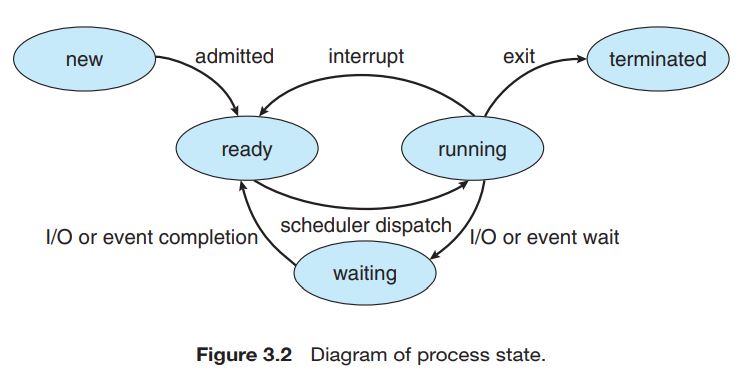 new
admitted
interrupt
exit
terminated
ready
running
scheduler dispatch
I/O or event completion
I/O or event wait
waiting
Figure 3.2 Diagram of process state.